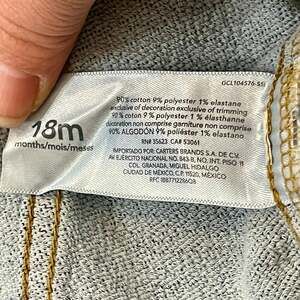 GCL104576-SS
90% cotton 9% polyester 1% elastane
exclusive of decoration exclusive of trimming
90% coton 9% polyester 1% élasthanne
décoration non comprise garniture non comprise
90% ALGODÓN 9% poliéster 1% elastano
RN# 35623 CA# 53061
18m
months/mois/meses
IMPORTADO POR: CARTERS BRANDS S.A. DE C.V.
AV. EJERCITO NACIONAL NO. 843-B, NO. INT. PISO 11
COL. GRANADA, MIGUEL HIDALGO
CIUDAD DE MÉXICO, C.P. 11520, MÉXICO